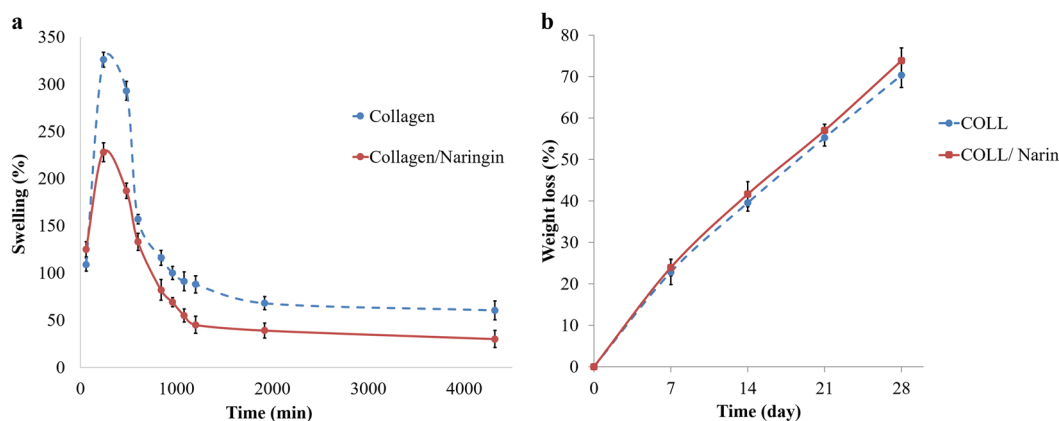 a
350
300
250
200
150
100
50
0
Swelling (%)
0 1000 2000 3000 4000
Time (min)
Collagen
Collagen/Naringin
b
80
70
60
50
40
30
20
10
0
Weight loss (%)
0 7 14 21 28
Time (day)
COLL
COLL/ Narin